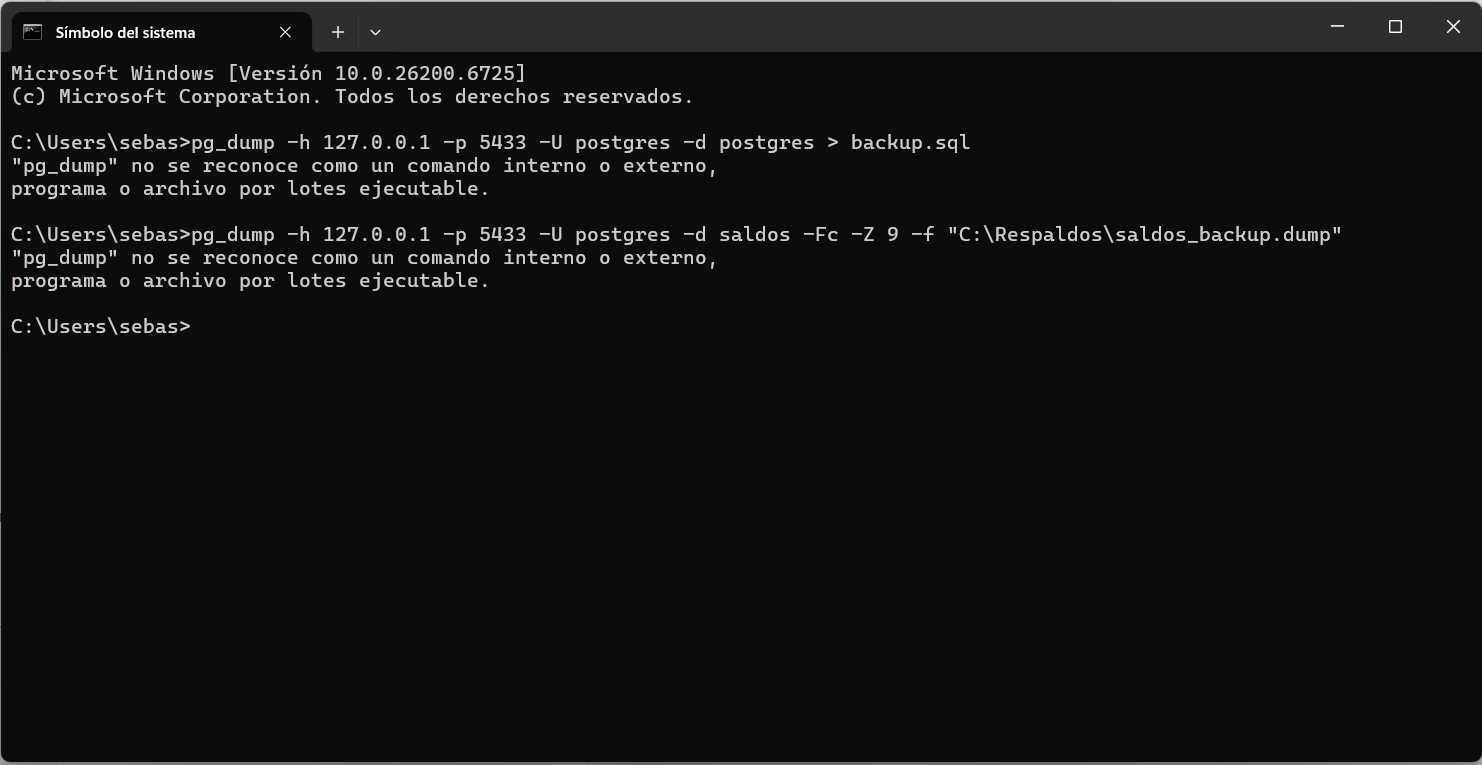 Símbolo del sistema
Microsoft Windows [Versión 10.0.26200.6725]
(c) Microsoft Corporation. Todos los derechos reservados.
C:\Users\sebas>pg_dump -h 127.0.0.1 -p 5433 -U postgres -d postgres > backup.sql
"pg_dump" no se reconoce como un comando interno o externo,
programa o archivo por lotes ejecutable.
C:\Users\sebas>pg_dump -h 127.0.0.1 -p 5433 -U postgres -d saldos -Fc -Z 9 -f "C:\Respaldos\saldos_backup.dump"
"pg_dump" no se reconoce como un comando interno o externo,
programa o archivo por lotes ejecutable.
C:\Users\sebas>